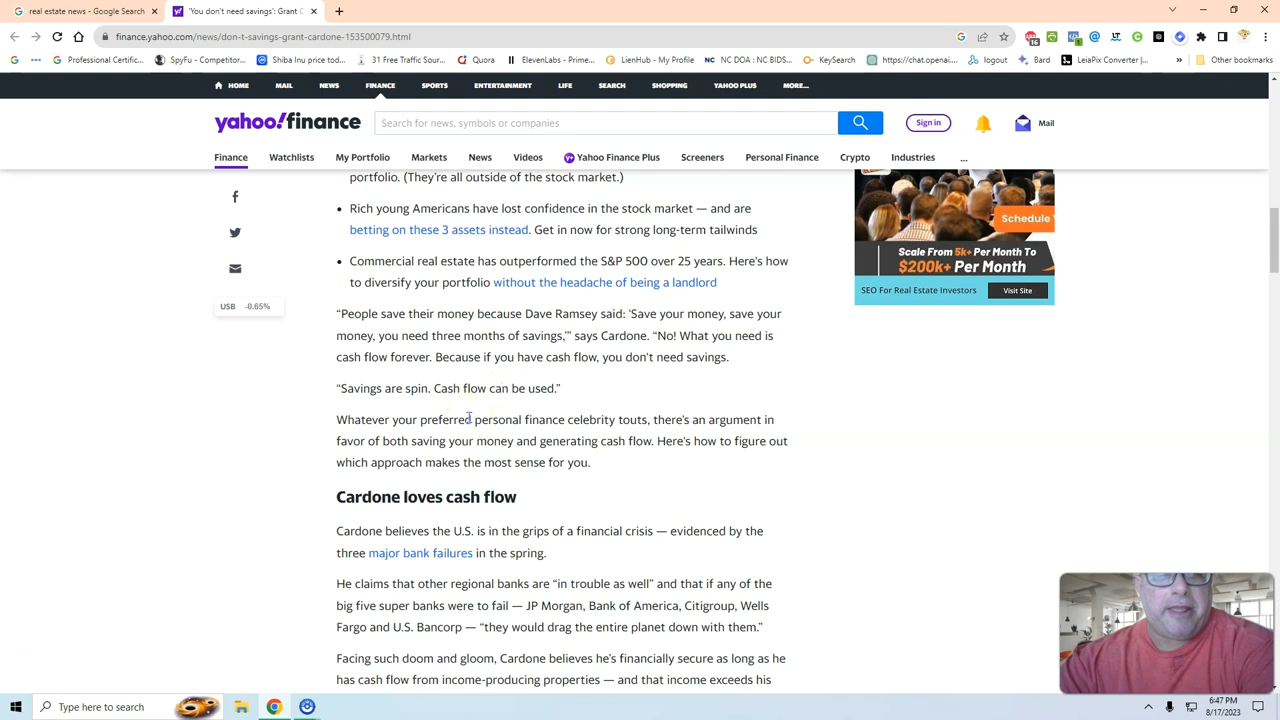 real estate news - Google Search
'You don't need savings': Grant C
finance.yahoo.com/news/don-t-savings-grant-cardone-153500079.html
Professional Certific...
SpyFu - Competitor...
Shiba Inu price tod...
31 Free Traffic Sour...
Quora
ElevenLabs - Prime...
LienHub - My Profile
NC DOA : NC BIDS...
KeySearch
https://chat.openai....
logout
Bard
LeiaPix Converter |...
»
Other bookmarks
HOME
MAIL
NEWS
FINANCE
SPORTS
ENTERTAINMENT
LIFE
SEARCH
SHOPPING
YAHOO PLUS
MORE...
yahoo!finance
Search for news, symbols or companies
Sign in
Mail
Finance
Watchlists
My Portfolio
Markets
News
Videos
Yahoo Finance Plus
Screeners
Personal Finance
Crypto
Industries
...
portfolio. (They're all outside of the stock market.)
• Rich young Americans have lost confidence in the stock market — and are
betting on these 3 assets instead. Get in now for strong long-term tailwinds
• Commercial real estate has outperformed the S&P 500 over 25 years. Here's how
to diversify your portfolio without the headache of being a landlord
USB -0.65%
“People save their money because Dave Ramsey said: ‘Save your money, save your
money, you need three months of savings,’” says Cardone. “No! What you need is
cash flow forever. Because if you have cash flow, you don't need savings.
“Savings are spin. Cash flow can be used.”
Whatever your preferred personal finance celebrity touts, there's an argument in
favor of both saving your money and generating cash flow. Here's how to figure out
which approach makes the most sense for you.
Cardone loves cash flow
Cardone believes the U.S. is in the grips of a financial crisis — evidenced by the
three major bank failures in the spring.
He claims that other regional banks are “in trouble as well” and that if any of the
big five super banks were to fail — JP Morgan, Bank of America, Citigroup, Wells
Fargo and U.S. Bancorp — “they would drag the entire planet down with them.”
Facing such doom and gloom, Cardone believes he's financially secure as long as he
has cash flow from income-producing properties — and that income exceeds his
Schedule
Scale From 5k+ Per Month To
$200k+ Per Month
SEO For Real Estate Investors
Visit Site
Type here to search
6:47 PM
8/17/2023